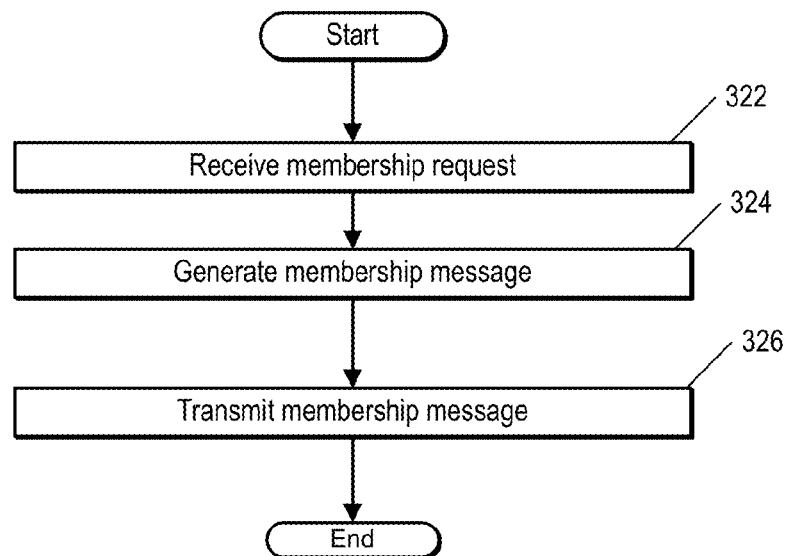 Start
322
Receive membership request
324
Generate membership message
326
Transmit membership message
End